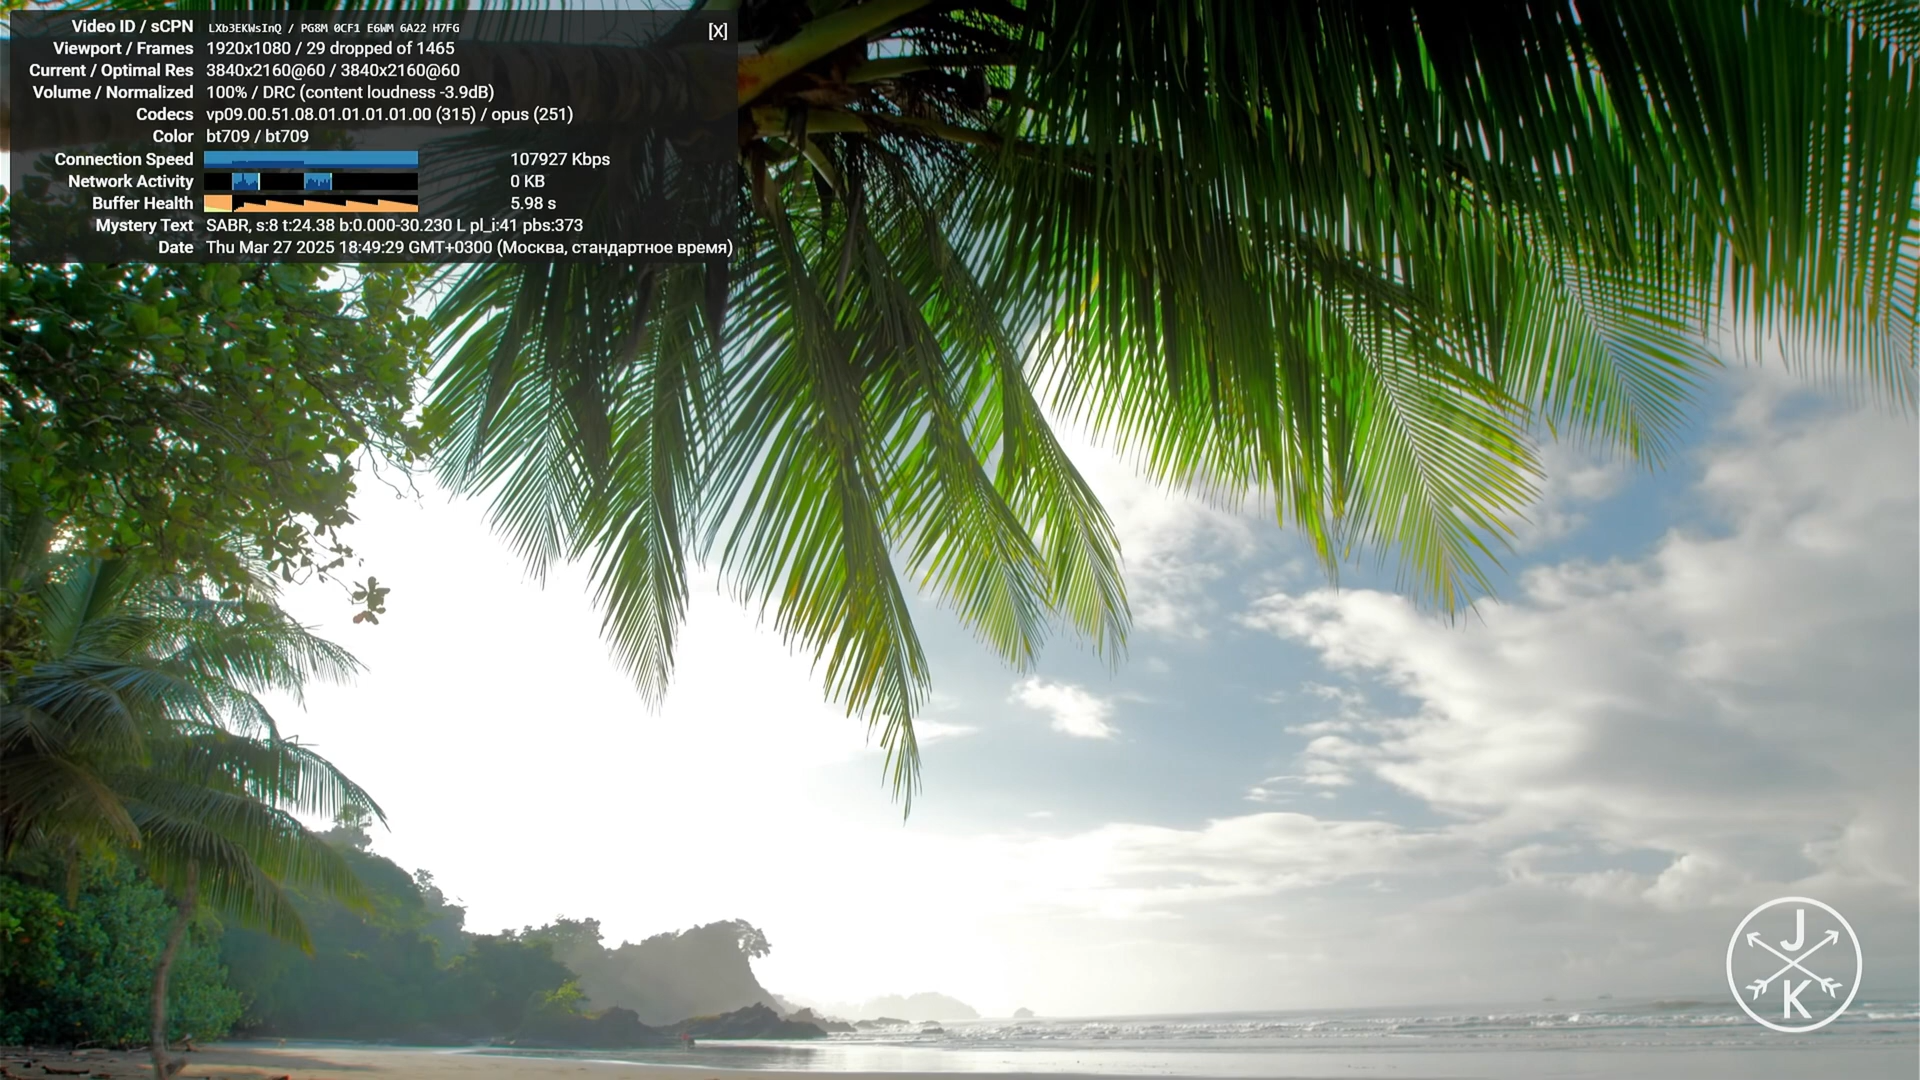 Video ID / sCPN LXb3EKWsInQ / PG8M 0CF1 E6WM 6A22 H7FG [X]
Viewport / Frames 1920x1080 / 29 dropped of 1465
Current / Optimal Res 3840x2160@60 / 3840x2160@60
Volume / Normalized 100% / DRC (content loudness -3.9dB)
Codecs vp09.00.51.08.01.01.01.01.00 (315) / opus (251)
Color bt709 / bt709
Connection Speed 107927 Kbps
Network Activity 0 KB
Buffer Health 5.98 s
Mystery Text SABR, s:8 t:24.38 b:0.000-30.230 L pl_i:41 pbs:373
Date Thu Mar 27 2025 18:49:29 GMT+0300 (Москва, стандартное время)
J
K